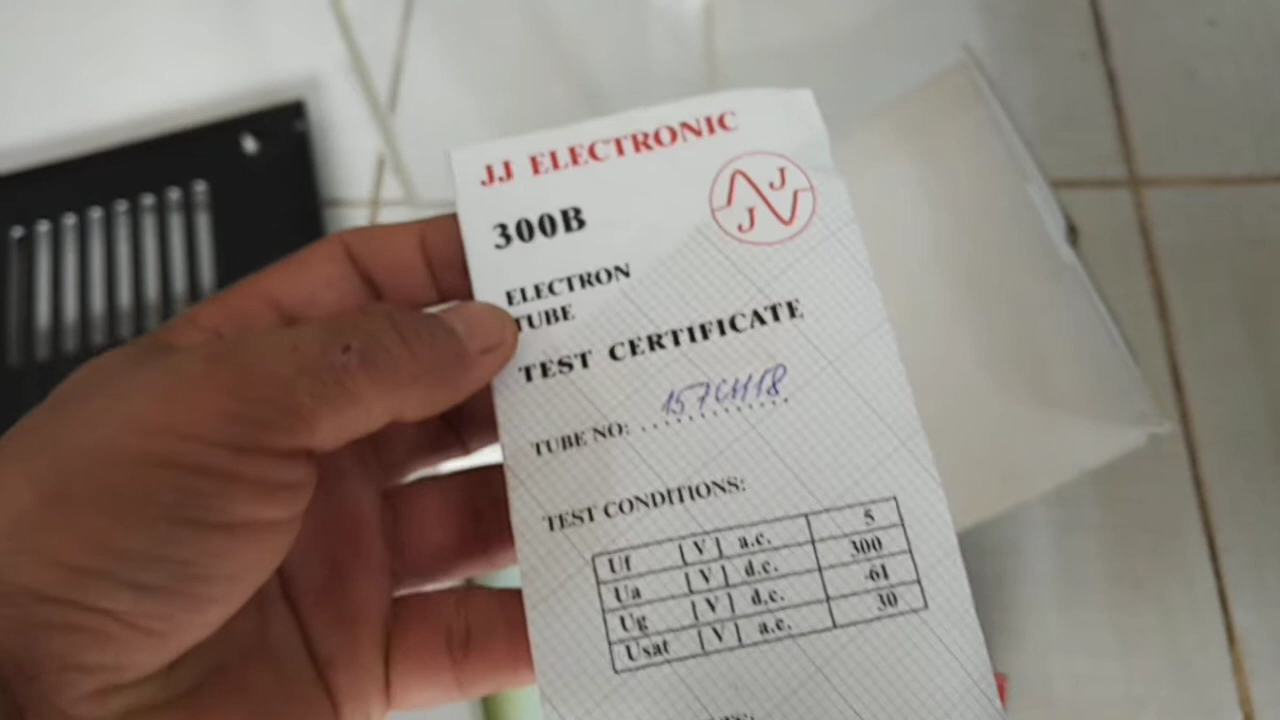 JJ ELECTRONIC
J J
300B
ELECTRON
TUBE
TEST CERTIFICATE
TUBE NO:
TEST CONDITIONS:
Uf [V] a.c. 5
Ua [V] d.c. 300
Ug [V] d.c. -61
Usat [V] a.c. 30